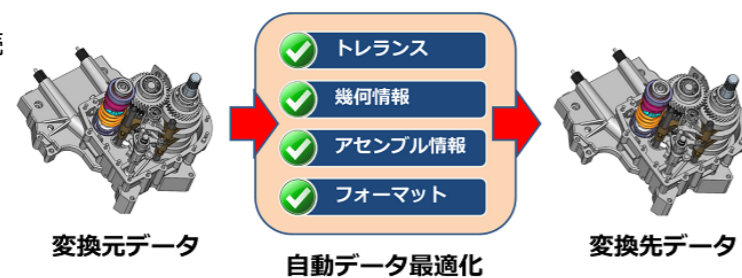 トレランス
幾何情報
アセンブル情報
フォーマット
変換元データ
自動データ最適化
変換先データ